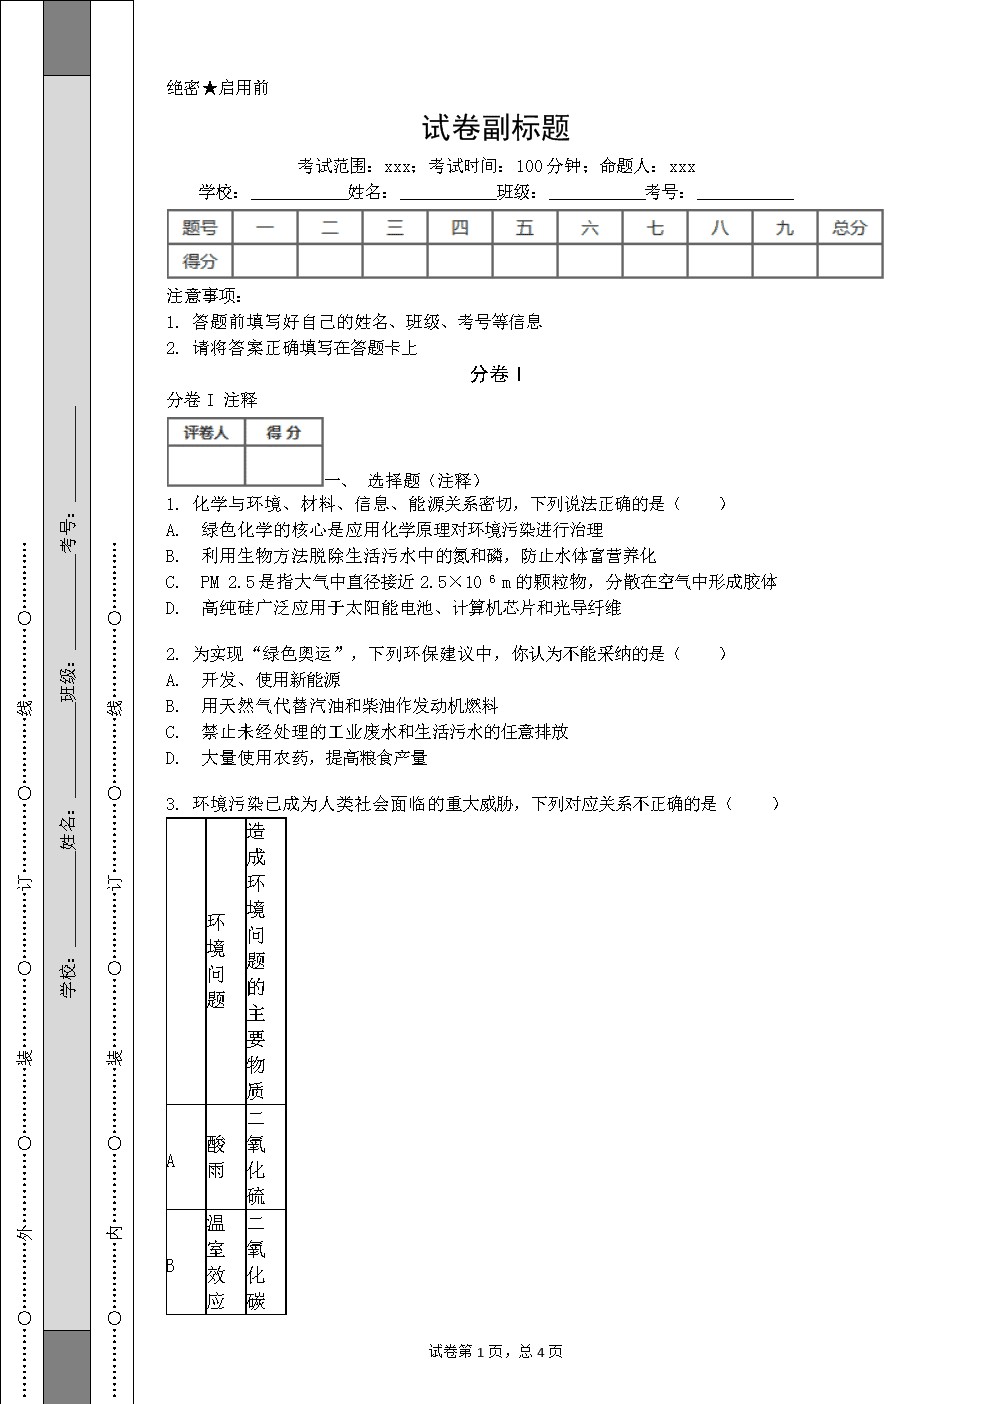 绝密★启用前
试卷副标题
考试范围：xxx；考试时间：100分钟；命题人：xxx
学校：___________姓名：___________班级：___________考号：___________
题号 一 二 三 四 五 六 七 八 九 总分
得分
注意事项：
1. 答题前填写好自己的姓名、班级、考号等信息
2. 请将答案正确填写在答题卡上
分卷I
分卷I 注释
评卷人 得 分
一、 选择题（注释）
1. 化学与环境、材料、信息、能源关系密切，下列说法正确的是（　　）
A. 绿色化学的核心是应用化学原理对环境污染进行治理
B. 利用生物方法脱除生活污水中的氮和磷，防止水体富营养化
C. PM 2.5是指大气中直径接近2.5×10 ⁶ m的颗粒物，分散在空气中形成胶体
D. 高纯硅广泛应用于太阳能电池、计算机芯片和光导纤维
2. 为实现“绿色奥运”，下列环保建议中，你认为不能采纳的是（　　）
A. 开发、使用新能源
B. 用天然气代替汽油和柴油作发动机燃料
C. 禁止未经处理的工业废水和生活污水的任意排放
D. 大量使用农药，提高粮食产量
3. 环境污染已成为人类社会面临的重大威胁，下列对应关系不正确的是（　　）
环境问题 造成环境问题的主要物质
A 酸雨 二氧化硫
B 温室效应 二氧化碳
试卷第1页，总4页
学校：___________姓名：___________班级：___________考号：___________
…………○…………外…………○…………装…………○…………订…………○…………线…………○…………
…………○…………内…………○…………装…………○…………订…………○…………线…………○…………